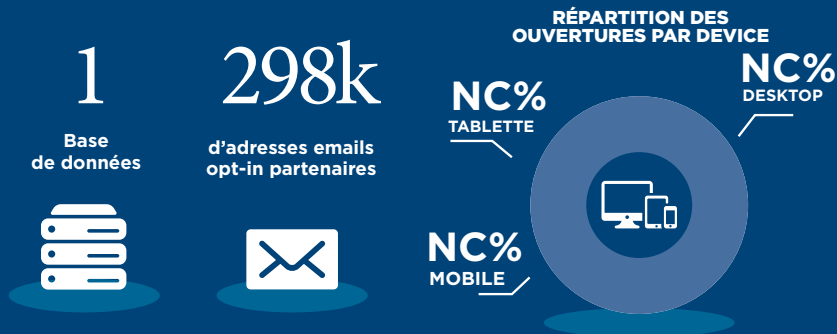 1
Base
de données
298k
d'adresses emails
opt-in partenaires
RÉPARTITION DES
OUVERTURES PAR DEVICE
NC%
TABLETTE
NC%
DESKTOP
NC%
MOBILE